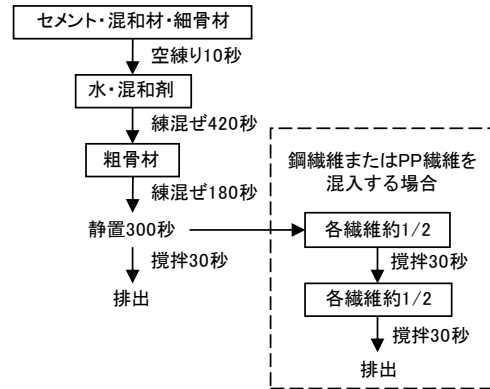 セメント・混和材・細骨材
空練り10秒
水・混和剤
練混ぜ420秒
粗骨材
練混ぜ180秒
静置300秒
撹拌30秒
排出
鋼繊維またはPP繊維を
混入する場合
各繊維約1/2
撹拌30秒
各繊維約1/2
撹拌30秒
排出